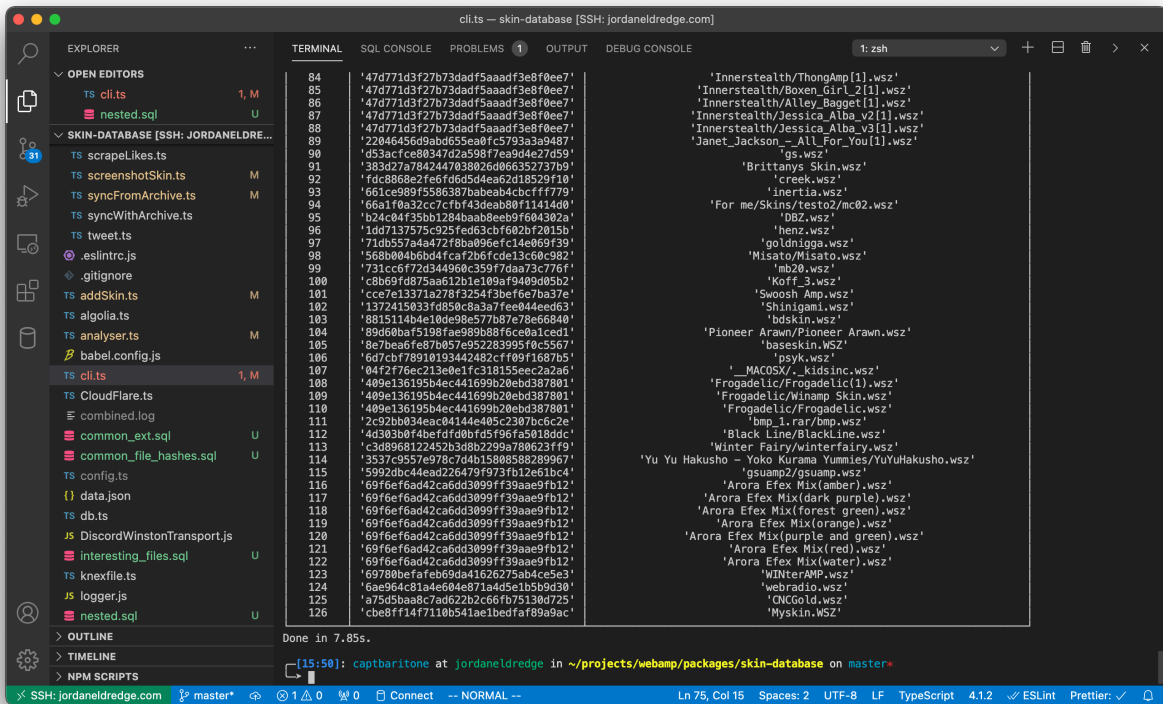 cli.ts — skin-database [SSH: jordaneldredge.com]
EXPLORER
OPEN EDITORS
TS cli.ts 1, M
nested.sql U
SKIN-DATABASE [SSH: JORDANELDRE...
TS scrapeLikes.ts
TS screenshotSkin.ts M
TS syncFromArchive.ts M
TS syncWithArchive.ts
TS tweet.ts
.eslintrc.js
.gitignore
TS addSkin.ts M
TS algolia.ts
TS analyser.ts M
babel.config.js
TS cli.ts 1, M
TS CloudFlare.ts
combined.log
common_ext.sql U
common_file_hashes.sql U
TS config.ts
{} data.json
TS db.ts
JS DiscordWinstonTransport.js
interesting_files.sql U
TS knexfile.ts
JS logger.js
nested.sql U
OUTLINE
TIMELINE
NPM SCRIPTS
31
TERMINAL SQL CONSOLE PROBLEMS 1 OUTPUT DEBUG CONSOLE 1: zsh
84 '47d771d3f27b73dadf5aaadf3e8f0ee7' 'Innerstealth/ThongAmp[1].wsz'
85 '47d771d3f27b73dadf5aaadf3e8f0ee7' 'Innerstealth/Boxen_Girl_2[1].wsz'
86 '47d771d3f27b73dadf5aaadf3e8f0ee7' 'Innerstealth/Alley_Bagget[1].wsz'
87 '47d771d3f27b73dadf5aaadf3e8f0ee7' 'Innerstealth/Jessica_Alba_v2[1].wsz'
88 '47d771d3f27b73dadf5aaadf3e8f0ee7' 'Innerstealth/Jessica_Alba_v3[1].wsz'
89 '22046456d9abd655ea0fc5793a3a9487' 'Janet_Jackson_-_All_For_You[1].wsz'
90 'd53acfce80347d2a598f7ea9d4e27d59' 'gs.wsz'
91 '383d27a7842447038026d066352737b9' 'Brittanys Skin.wsz'
92 'fdc8868e2fe6fd6d5d4ea62d18529f10' 'creek.wsz'
93 '661ce989f5586387babeab4cbcfff779' 'inertia.wsz'
94 '66a1f0a32cc7cfbf43deab80f11414d0' 'For me/Skins/testo2/mc02.wsz'
95 'b24c04f35bb1284baab8eeb9f604302a' 'DBZ.wsz'
96 '1dd7137575c925fed63cbf602bf2015b' 'henz.wsz'
97 '71db557a4a472f8ba096efc14e069f39' 'goldnigga.wsz'
98 '568b004b6bd4fcaf2b6fcde13c60c982' 'Misato/Misato.wsz'
99 '731cc6f72d344960c359f7daa73c776f' 'mb20.wsz'
100 'c8b69fd875aa612b1e109af9409d05b2' 'Koff_3.wsz'
101 'cce7e13371a278f3254f3bef6e7ba37e' 'Swoosh Amp.wsz'
102 '1372415033fd850c8a3a7fee044eed63' 'Shinigami.wsz'
103 '8815114b4e10de98e577b87e78e66840' 'bdskin.wsz'
104 '89d60baf5198fae989b88f6ce0a1ced1' 'Pioneer Arawn/Pioneer Arawn.wsz'
105 '8e7bea6fe87b057e952283995f0c5567' 'baseskin.WSZ'
106 '6d7cbf78910193442482cff09f1687b5' 'psyk.wsz'
107 '04f2f76ec213e0e1fc318155eec2a2a6' '__MACOSX/._kidsinc.wsz'
108 '409e136195b4ec441699b20ebd387801' 'Frogadelic/Frogadelic(1).wsz'
109 '409e136195b4ec441699b20ebd387801' 'Frogadelic/Winamp Skin.wsz'
110 '409e136195b4ec441699b20ebd387801' 'Frogadelic/Frogadelic.wsz'
111 '2c92bb034eac04144e405c2307bc6c2e' 'bmp_1.rar/bmp.wsz'
112 '4d303b0f4befdfd0bfd5f96fa5018ddc' 'Black Line/BlackLine.wsz'
113 'c3d8968122452b3d8b2299a780623ff9' 'Winter Fairy/winterfairy.wsz'
114 '3537c9557e978c7d4b15808588289967' 'Yu Yu Hakusho - Yoko Kurama Yummies/YuYuHakusho.wsz'
115 '5992dbc44ead226479f973fb12e61bc4' 'gsuamp2/gsuamp.wsz'
116 '69f6ef6ad42ca6dd3099ff39aae9fb12' 'Arora Efex Mix(amber).wsz'
117 '69f6ef6ad42ca6dd3099ff39aae9fb12' 'Arora Efex Mix(dark purple).wsz'
118 '69f6ef6ad42ca6dd3099ff39aae9fb12' 'Arora Efex Mix(forest green).wsz'
119 '69f6ef6ad42ca6dd3099ff39aae9fb12' 'Arora Efex Mix(orange).wsz'
120 '69f6ef6ad42ca6dd3099ff39aae9fb12' 'Arora Efex Mix(purple and green).wsz'
121 '69f6ef6ad42ca6dd3099ff39aae9fb12' 'Arora Efex Mix(red).wsz'
122 '69f6ef6ad42ca6dd3099ff39aae9fb12' 'Arora Efex Mix(water).wsz'
123 '69780befafeb69da41626275ab4ce5e3' 'WINterAMP.wsz'
124 '6ae964c81a4e604e871a4d5e1b5b9d30' 'webradio.wsz'
125 'a75d5baa8c7ad622b2c66fb75130d725' 'CNCGold.wsz'
126 'cbe8ff14f7110b541ae1bedfaf89a9ac' 'Myskin.WSZ'
Done in 7.85s.
[15:50]: captbaritone at jordaneldredge in ~/projects/webamp/packages/skin-database on master*
SSH: jordaneldredge.com master* 1 0 0 Connect -- NORMAL -- Ln 75, Col 15 Spaces: 2 UTF-8 LF TypeScript 4.1.2 ESLint Prettier: ✓